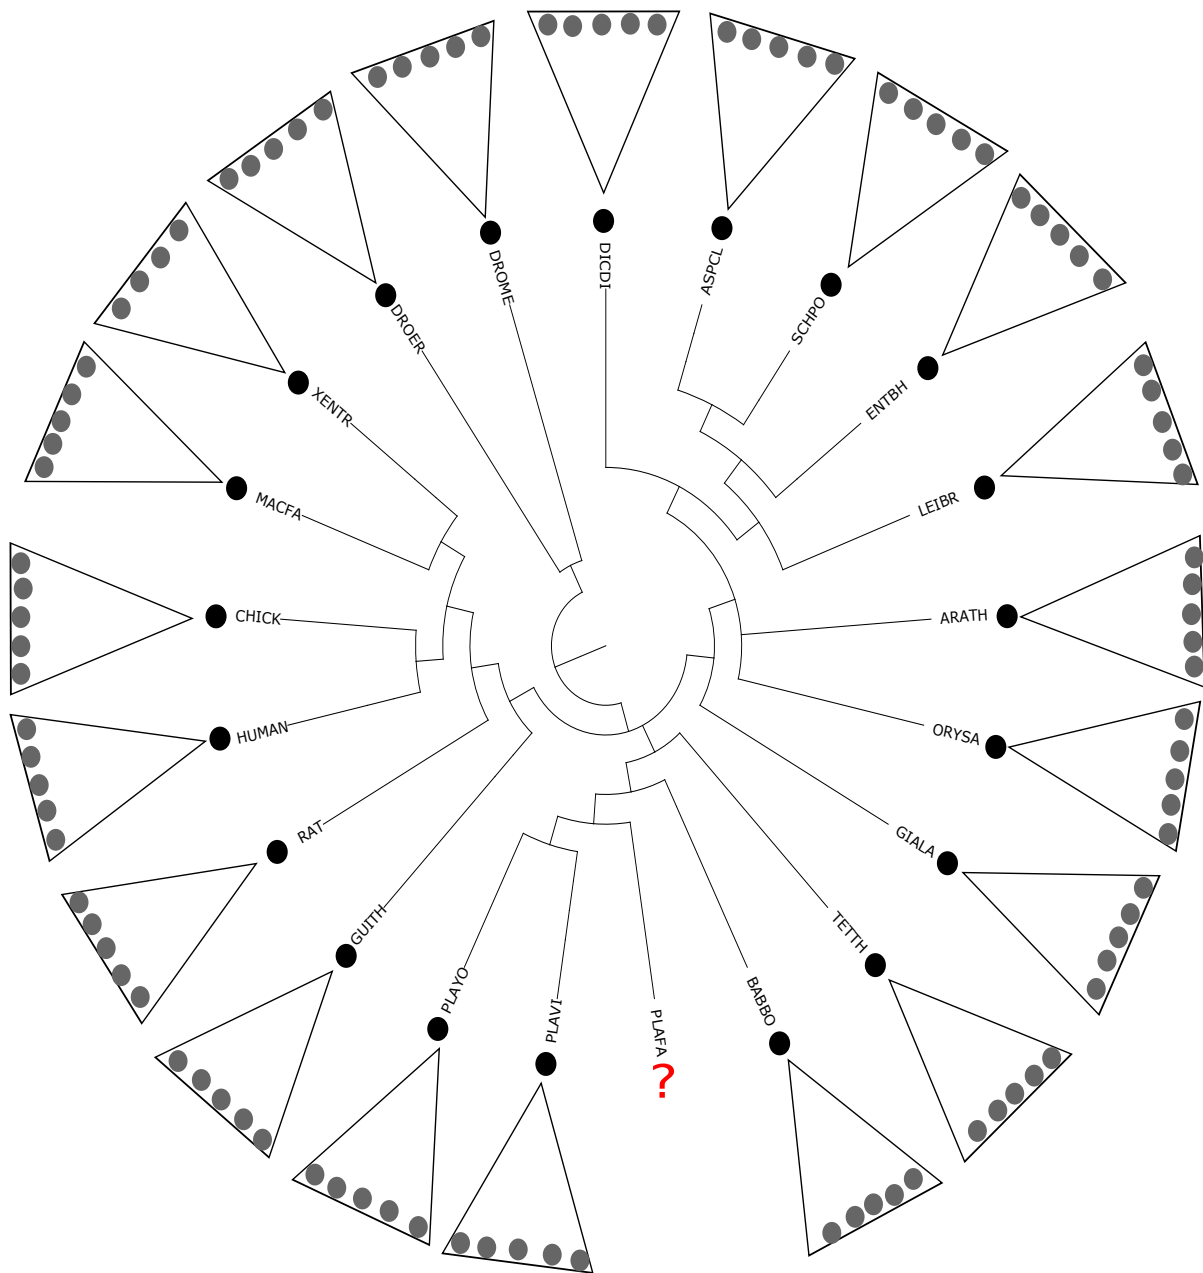 DICDI
ASPCL
SCHPO
ENTBH
LEIBR
ARATH
ORYSA
GIALA
TETTH
BABBO
PLAFA
?
PLAVI
PLAYO
GUITH
RAT
HUMAN
CHICK
MACFA
XENTR
DROER
DROME